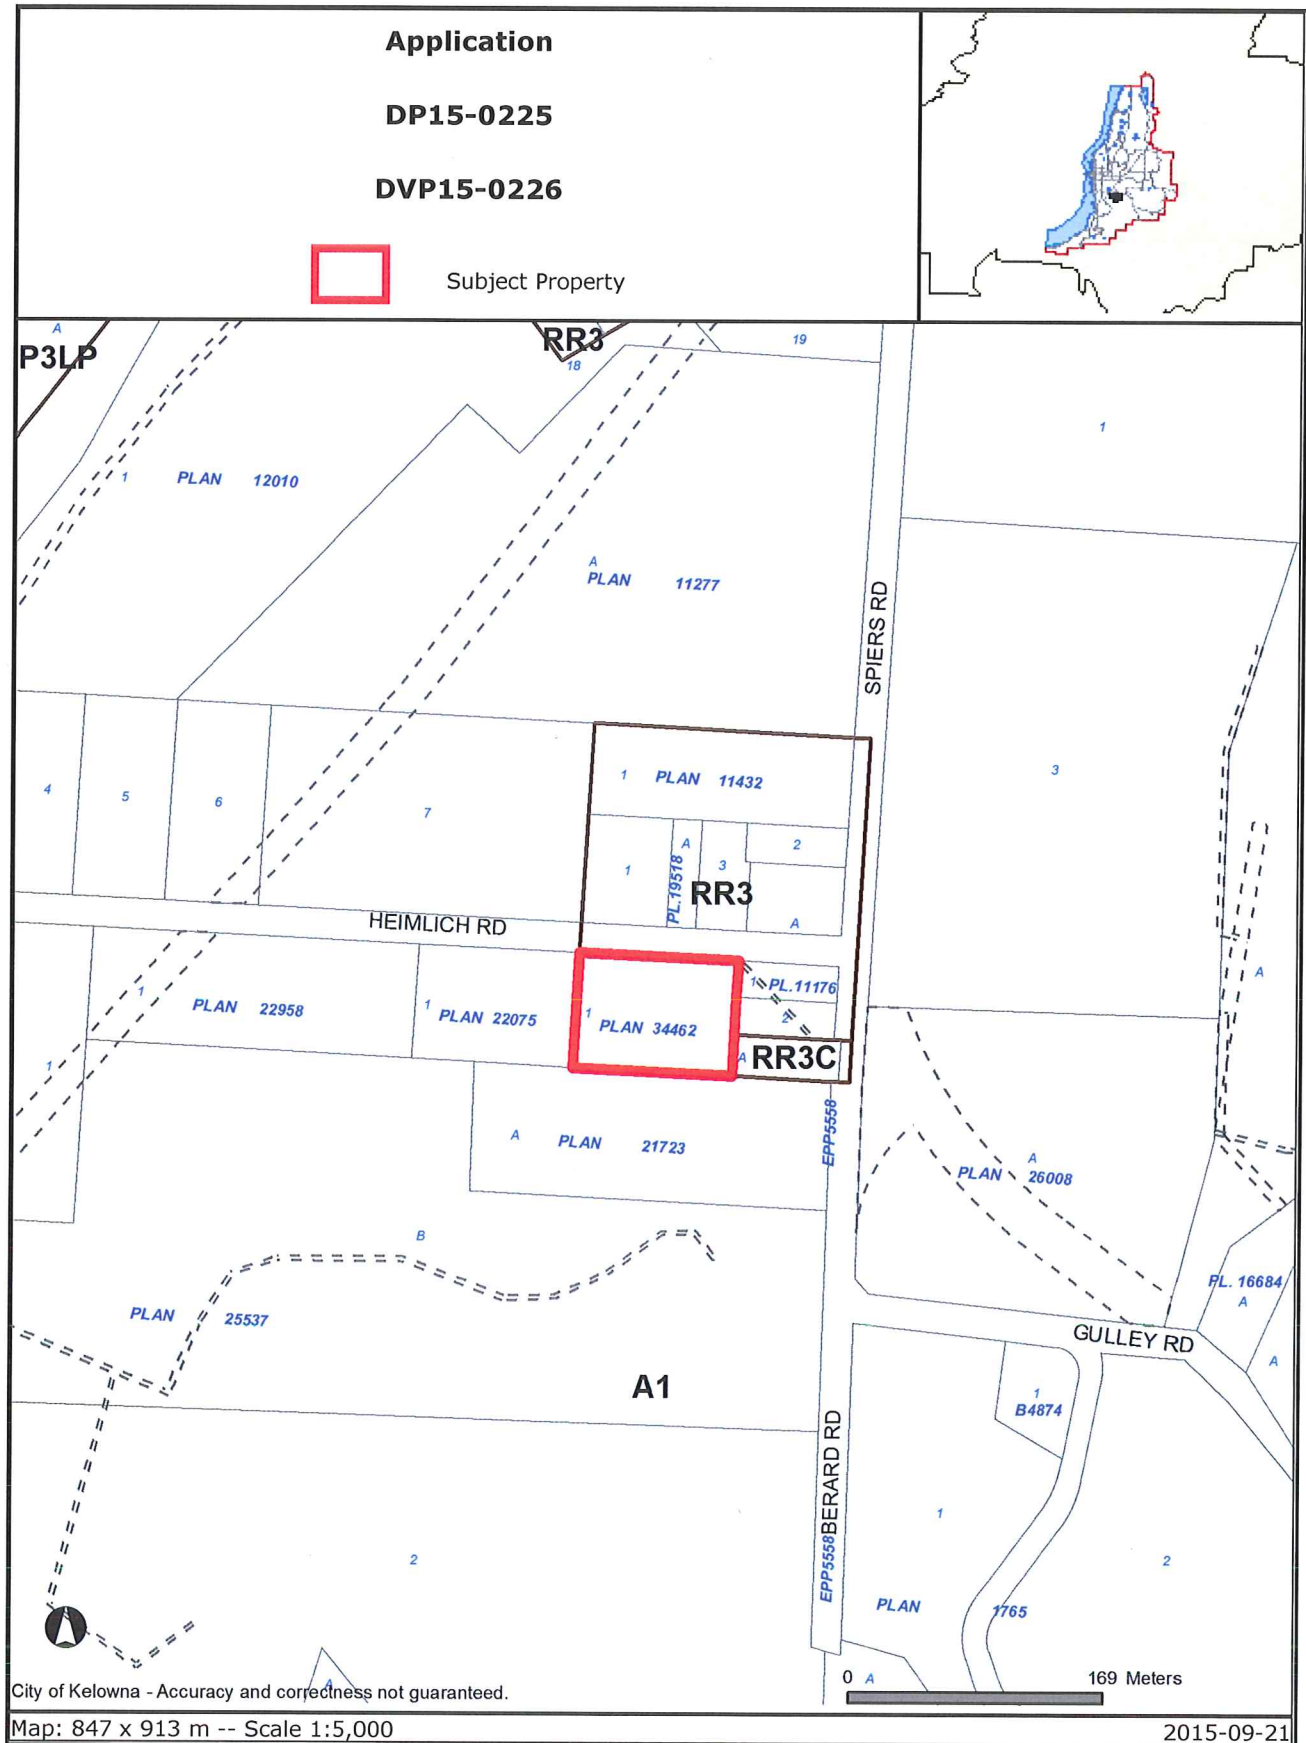 Application
DP15-0225
DVP15-0226
Subject Property
A
P3LP
RR3
18
19
1
1 PLAN 12010
A
PLAN 11277
SPIERS RD
4
5
6
7
1 PLAN 11432
3
1
A
PL.19518
3
2
RR3
A
HEIMLICH RD
A
1
PLAN 22958
1
PLAN 22075
1
PLAN 34462
1
PL.11176
2
A
RR3C
1
EPP5558
A PLAN 21723
A
PLAN 26008
B
PLAN 25537
PL. 16684
A
GULLEY RD
A
A1
1
B4874
BERARD RD
EPP5558
1
2
2
PLAN 1765
A
0
A
169 Meters
City of Kelowna - Accuracy and correctness not guaranteed.
Map: 847 x 913 m -- Scale 1:5,000
2015-09-21